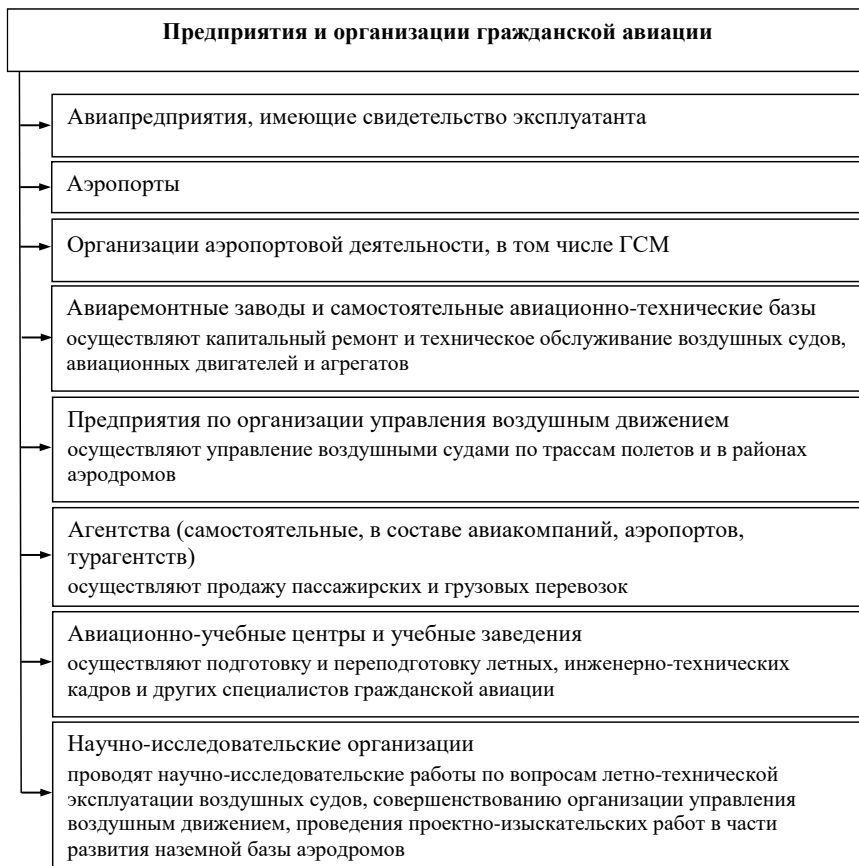 Предприятия и организации гражданской авиации
Авиапредприятия, имеющие свидетельство эксплуатанта
Аэропорты
Организации аэропортовой деятельности, в том числе ГСМ
Авиаремонтные заводы и самостоятельные авиационно-технические базы
осуществляют капитальный ремонт и техническое обслуживание воздушных судов,
авиационных двигателей и агрегатов
Предприятия по организации управления воздушным движением
осуществляют управление воздушными судами по трассам полетов и в районах
аэродромов
Агентства (самостоятельные, в составе авиакомпаний, аэропортов,
турагентств)
осуществляют продажу пассажирских и грузовых перевозок
Авиационно-учебные центры и учебные заведения
осуществляют подготовку и переподготовку летных, инженерно-технических
кадров и других специалистов гражданской авиации
Научно-исследовательские организации
проводят научно-исследовательские работы по вопросам летно-технической
эксплуатации воздушных судов, совершенствованию организации управления
воздушным движением, проведения проектно-изыскательских работ в части
развития наземной базы аэродромов